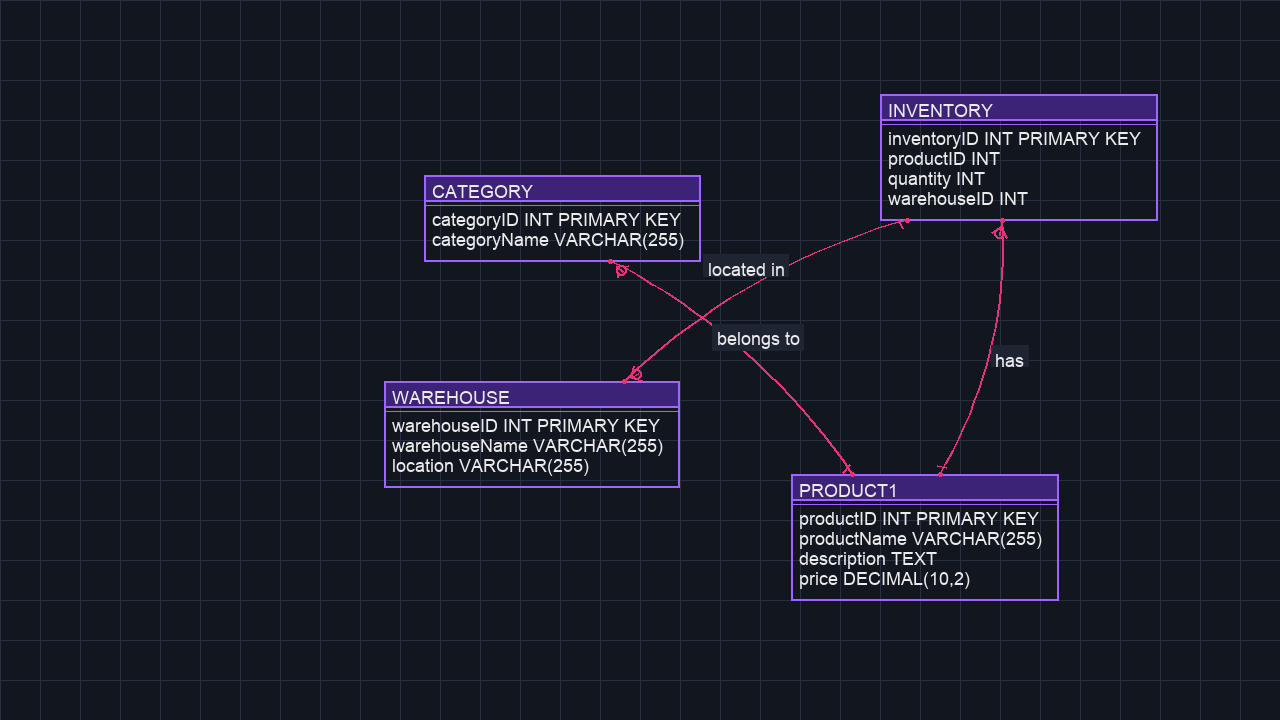 INVENTORY
inventoryID INT PRIMARY KEY
productID INT
quantity INT
warehouseID INT
CATEGORY
categoryID INT PRIMARY KEY
categoryName VARCHAR(255)
located in
belongs to
has
WAREHOUSE
warehouseID INT PRIMARY KEY
warehouseName VARCHAR(255)
location VARCHAR(255)
PRODUCT1
productID INT PRIMARY KEY
productName VARCHAR(255)
description TEXT
price DECIMAL(10,2)